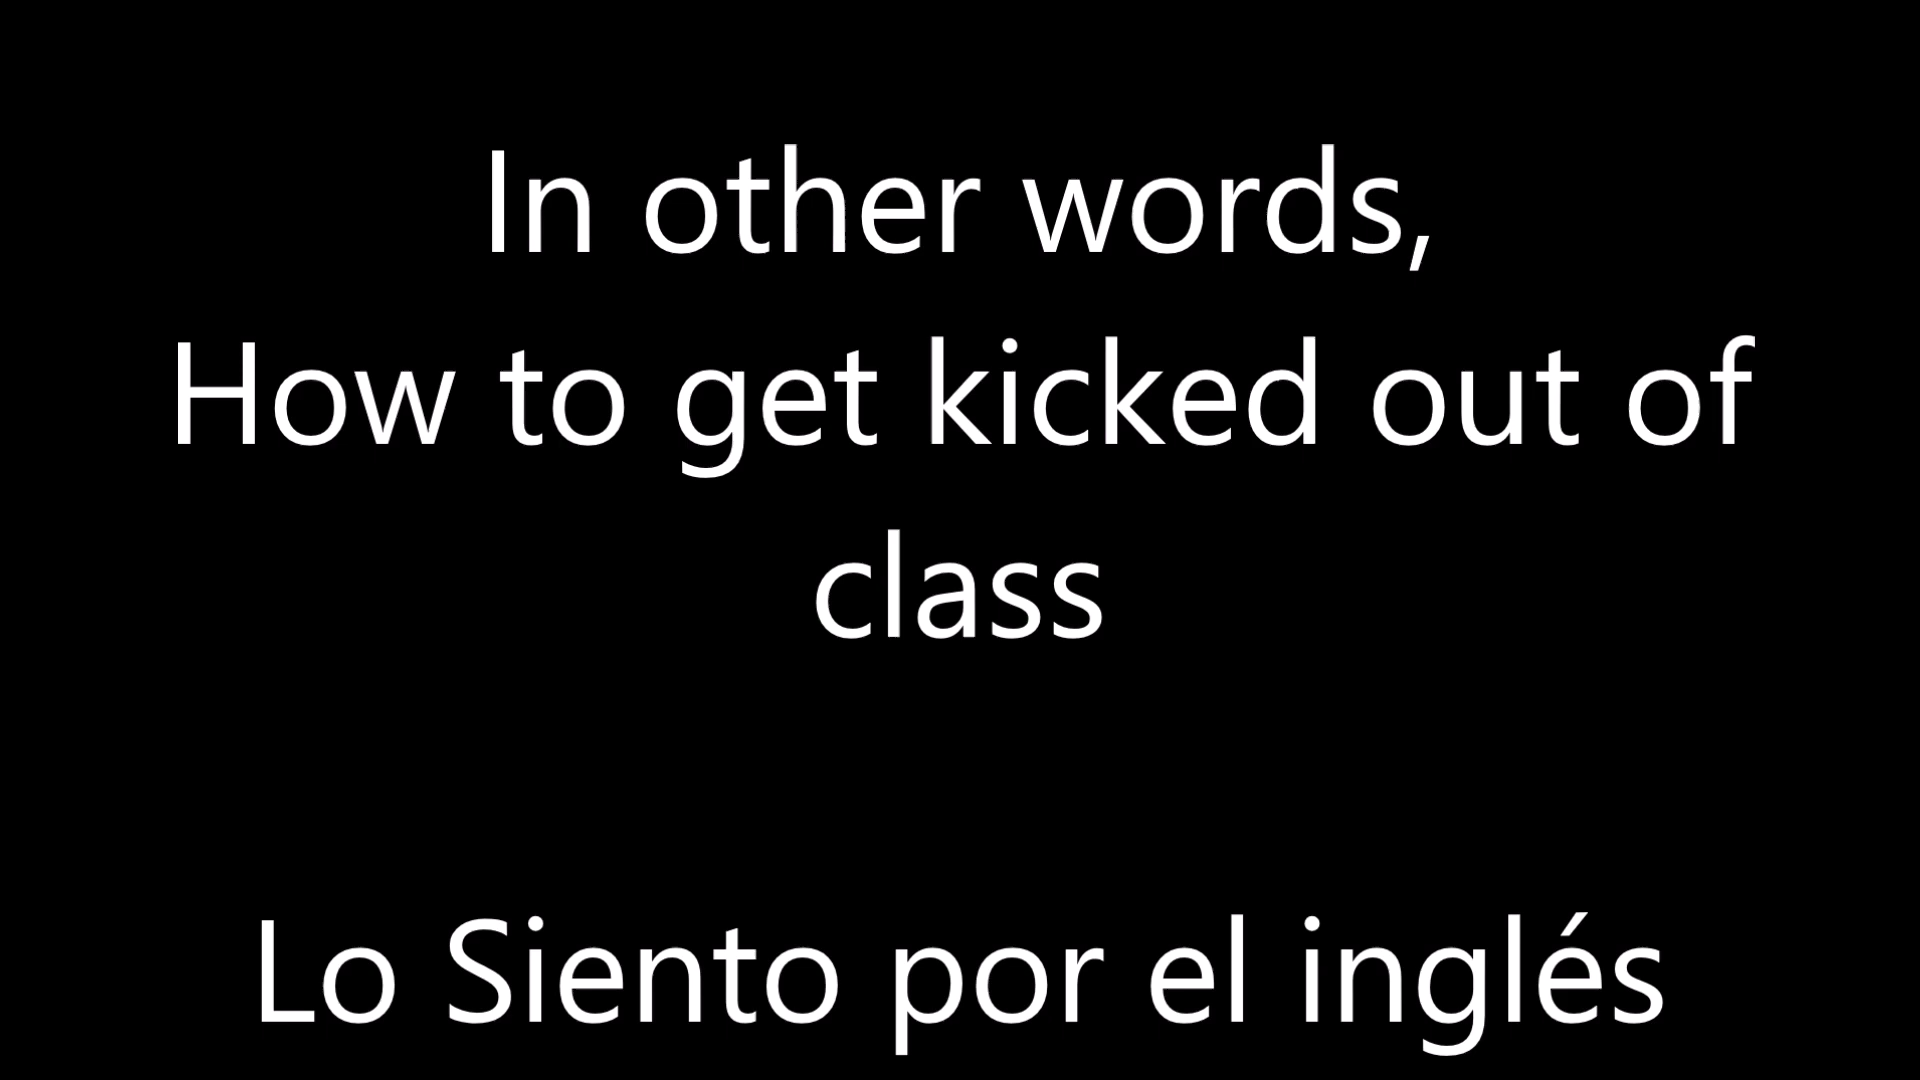 In other words,
How to get kicked out of
class
Lo Siento por el inglés